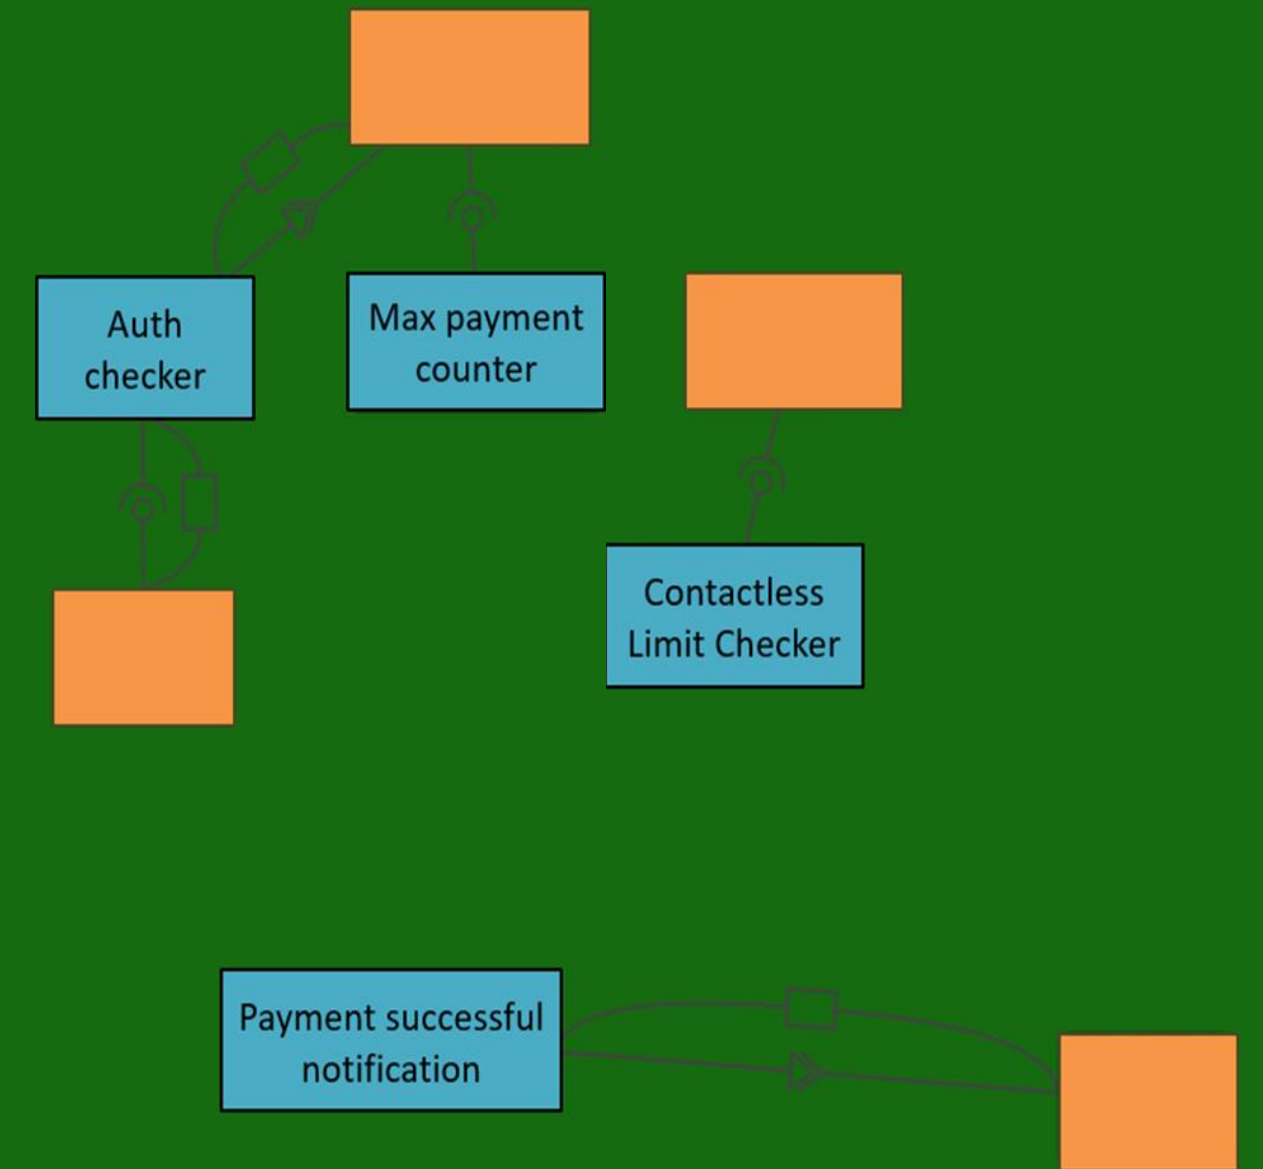 Auth
checker
Max payment
counter
Contactless
Limit Checker
Payment successful
notification